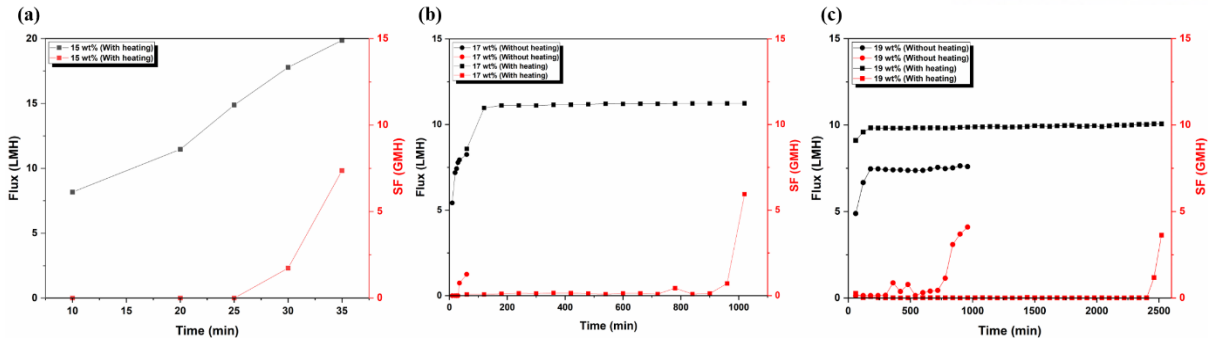 (a)
15 wt% (With heating)
15 wt% (With heating)
20
15
10
5
0
Flux (LMH)
15
10
5
0
SF (GMH)
10 15 20 25 30 35
Time (min)
(b)
17 wt% (Without heating)
17 wt% (Without heating)
17 wt% (With heating)
17 wt% (With heating)
15
10
5
0
Flux (LMH)
15
10
5
0
SF (GMH)
0 200 400 600 800 1000
Time (min)
(c)
19 wt% (Without heating)
19 wt% (Without heating)
19 wt% (With heating)
19 wt% (With heating)
15
10
5
0
Flux (LMH)
15
10
5
0
SF (GMH)
0 500 1000 1500 2000 2500
Time (min)